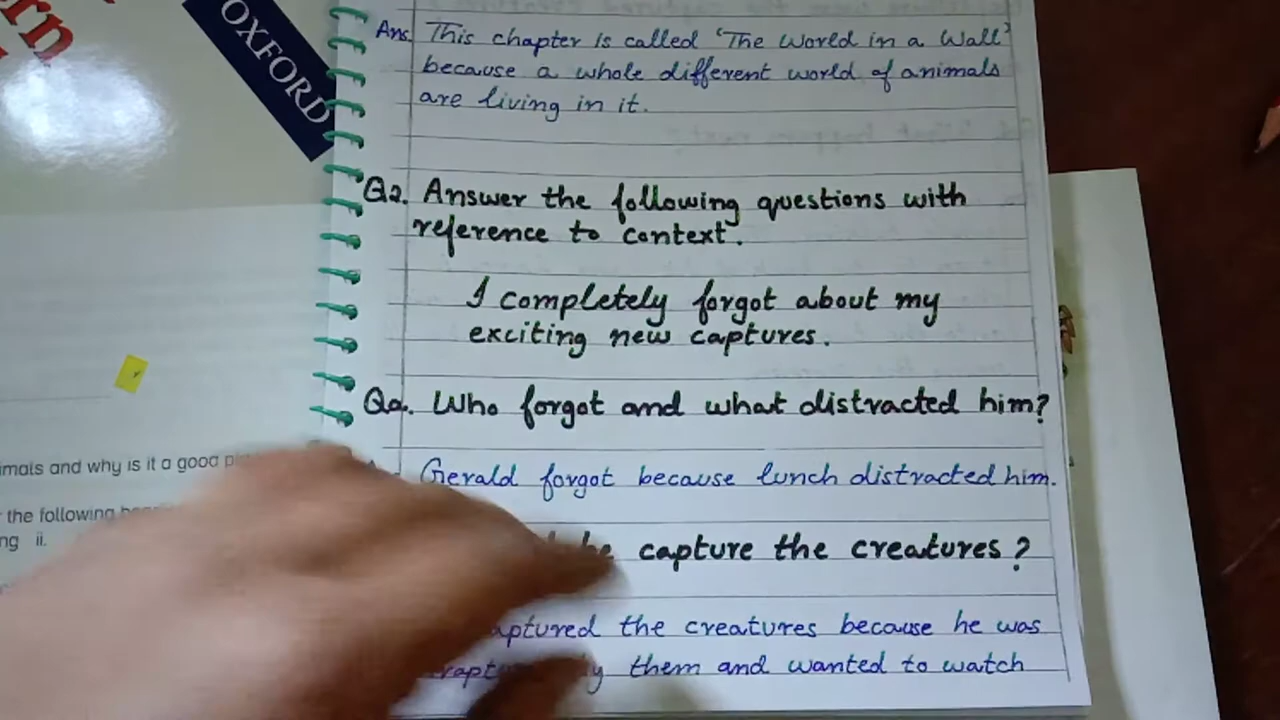 OXFORD
Ans. This chapter is called 'The World in a Wall'
because a whole different world of animals
are living in it.
Q2. Answer the following questions with
reference to context.
I completely forgot about my
exciting new captures.
Qa. Who forgot and what distracted him?
Gerald forgot because lunch distracted him.
capture the creatures?
captured the creatures because he was
them and wanted to watch
imals and why is it a good
the following
ng ii.